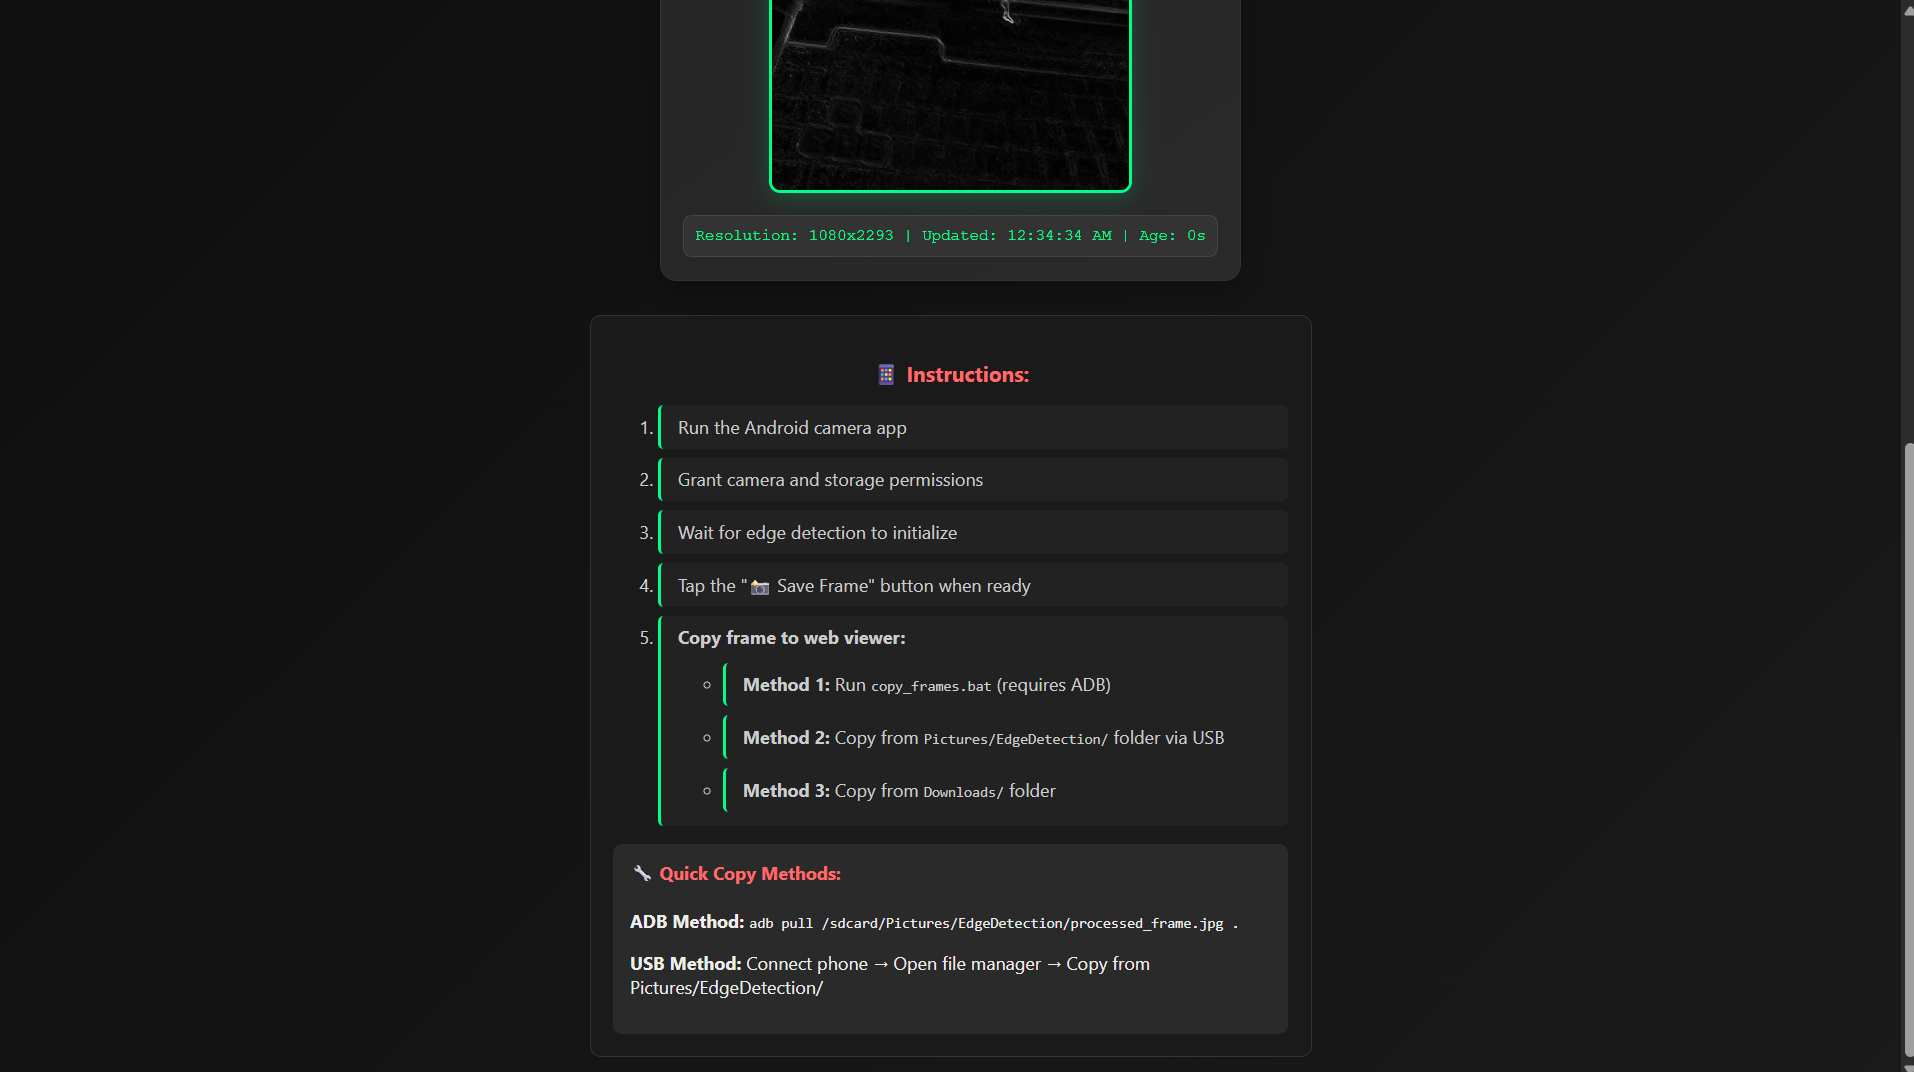 Resolution: 1080x2293 | Updated: 12:34:34 AM | Age: 0s
📱 Instructions:
1. Run the Android camera app
2. Grant camera and storage permissions
3. Wait for edge detection to initialize
4. Tap the "📸 Save Frame" button when ready
5. Copy frame to web viewer:
Method 1: Run copy_frames.bat (requires ADB)
Method 2: Copy from Pictures/EdgeDetection/ folder via USB
Method 3: Copy from Downloads/ folder
🔧 Quick Copy Methods:
ADB Method: adb pull /sdcard/Pictures/EdgeDetection/processed_frame.jpg .
USB Method: Connect phone → Open file manager → Copy from
Pictures/EdgeDetection/